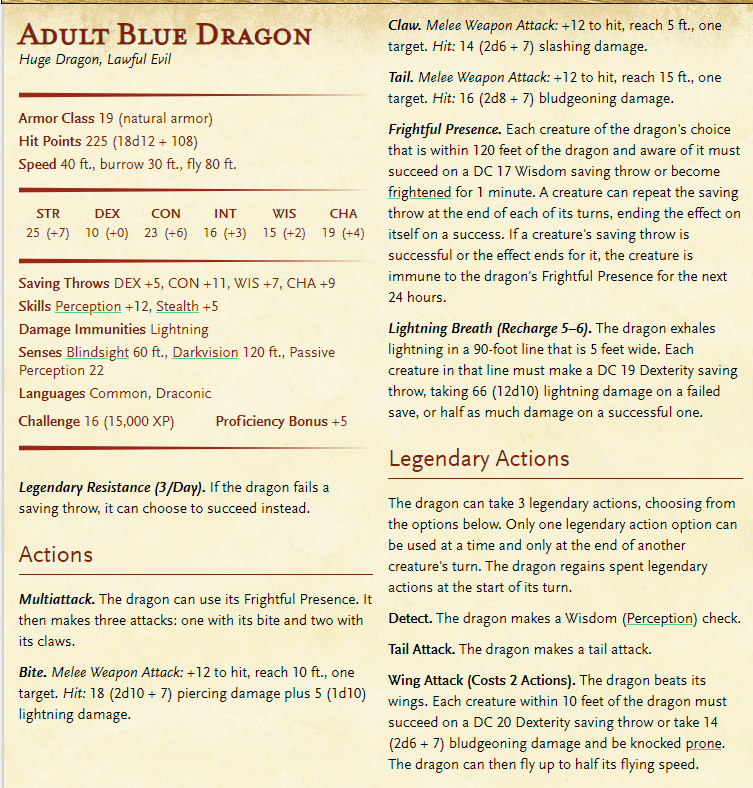 Adult Blue Dragon
Huge Dragon, Lawful Evil
Armor Class 19 (natural armor)
Hit Points 225 (18d12 + 108)
Speed 40 ft., burrow 30 ft., fly 80 ft.
STR DEX CON INT WIS CHA
25 (+7) 10 (+0) 23 (+6) 16 (+3) 15 (+2) 19 (+4)
Saving Throws DEX +5, CON +11, WIS +7, CHA +9
Skills Perception +12, Stealth +5
Damage Immunities Lightning
Senses Blindsight 60 ft., Darkvision 120 ft., Passive
Perception 22
Languages Common, Draconic
Challenge 16 (15,000 XP) Proficiency Bonus +5
Legendary Resistance (3/Day). If the dragon fails a
saving throw, it can choose to succeed instead.
Actions
Multiattack. The dragon can use its Frightful Presence. It
then makes three attacks: one with its bite and two with
its claws.
Bite. Melee Weapon Attack: +12 to hit, reach 10 ft., one
target. Hit: 18 (2d10 + 7) piercing damage plus 5 (1d10)
lightning damage.
Claw. Melee Weapon Attack: +12 to hit, reach 5 ft., one
target. Hit: 14 (2d6 + 7) slashing damage.
Tail. Melee Weapon Attack: +12 to hit, reach 15 ft., one
target. Hit: 16 (2d8 + 7) bludgeoning damage.
Frightful Presence. Each creature of the dragon's choice
that is within 120 feet of the dragon and aware of it must
succeed on a DC 17 Wisdom saving throw or become
frightened for 1 minute. A creature can repeat the saving
throw at the end of each of its turns, ending the effect on
itself on a success. If a creature's saving throw is
successful or the effect ends for it, the creature is
immune to the dragon's Frightful Presence for the next
24 hours.
Lightning Breath (Recharge 5–6). The dragon exhales
lightning in a 90-foot line that is 5 feet wide. Each
creature in that line must make a DC 19 Dexterity saving
throw, taking 66 (12d10) lightning damage on a failed
save, or half as much damage on a successful one.
Legendary Actions
The dragon can take 3 legendary actions, choosing from
the options below. Only one legendary action option can
be used at a time and only at the end of another
creature's turn. The dragon regains spent legendary
actions at the start of its turn.
Detect. The dragon makes a Wisdom (Perception) check.
Tail Attack. The dragon makes a tail attack.
Wing Attack (Costs 2 Actions). The dragon beats its
wings. Each creature within 10 feet of the dragon must
succeed on a DC 20 Dexterity saving throw or take 14
(2d6 + 7) bludgeoning damage and be knocked prone.
The dragon can then fly up to half its flying speed.